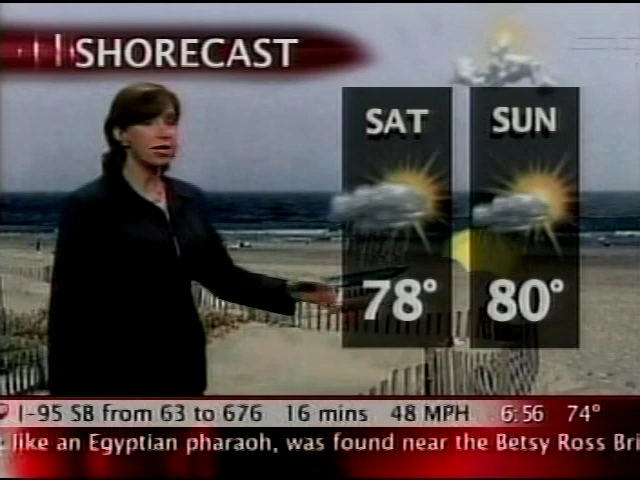 SHORECAST
SAT SUN
78° 80°
I-95 SB from 63 to 676 16 mins 48 MPH 6:56 74°
like an Egyptian pharaoh, was found near the Betsy Ross Bri